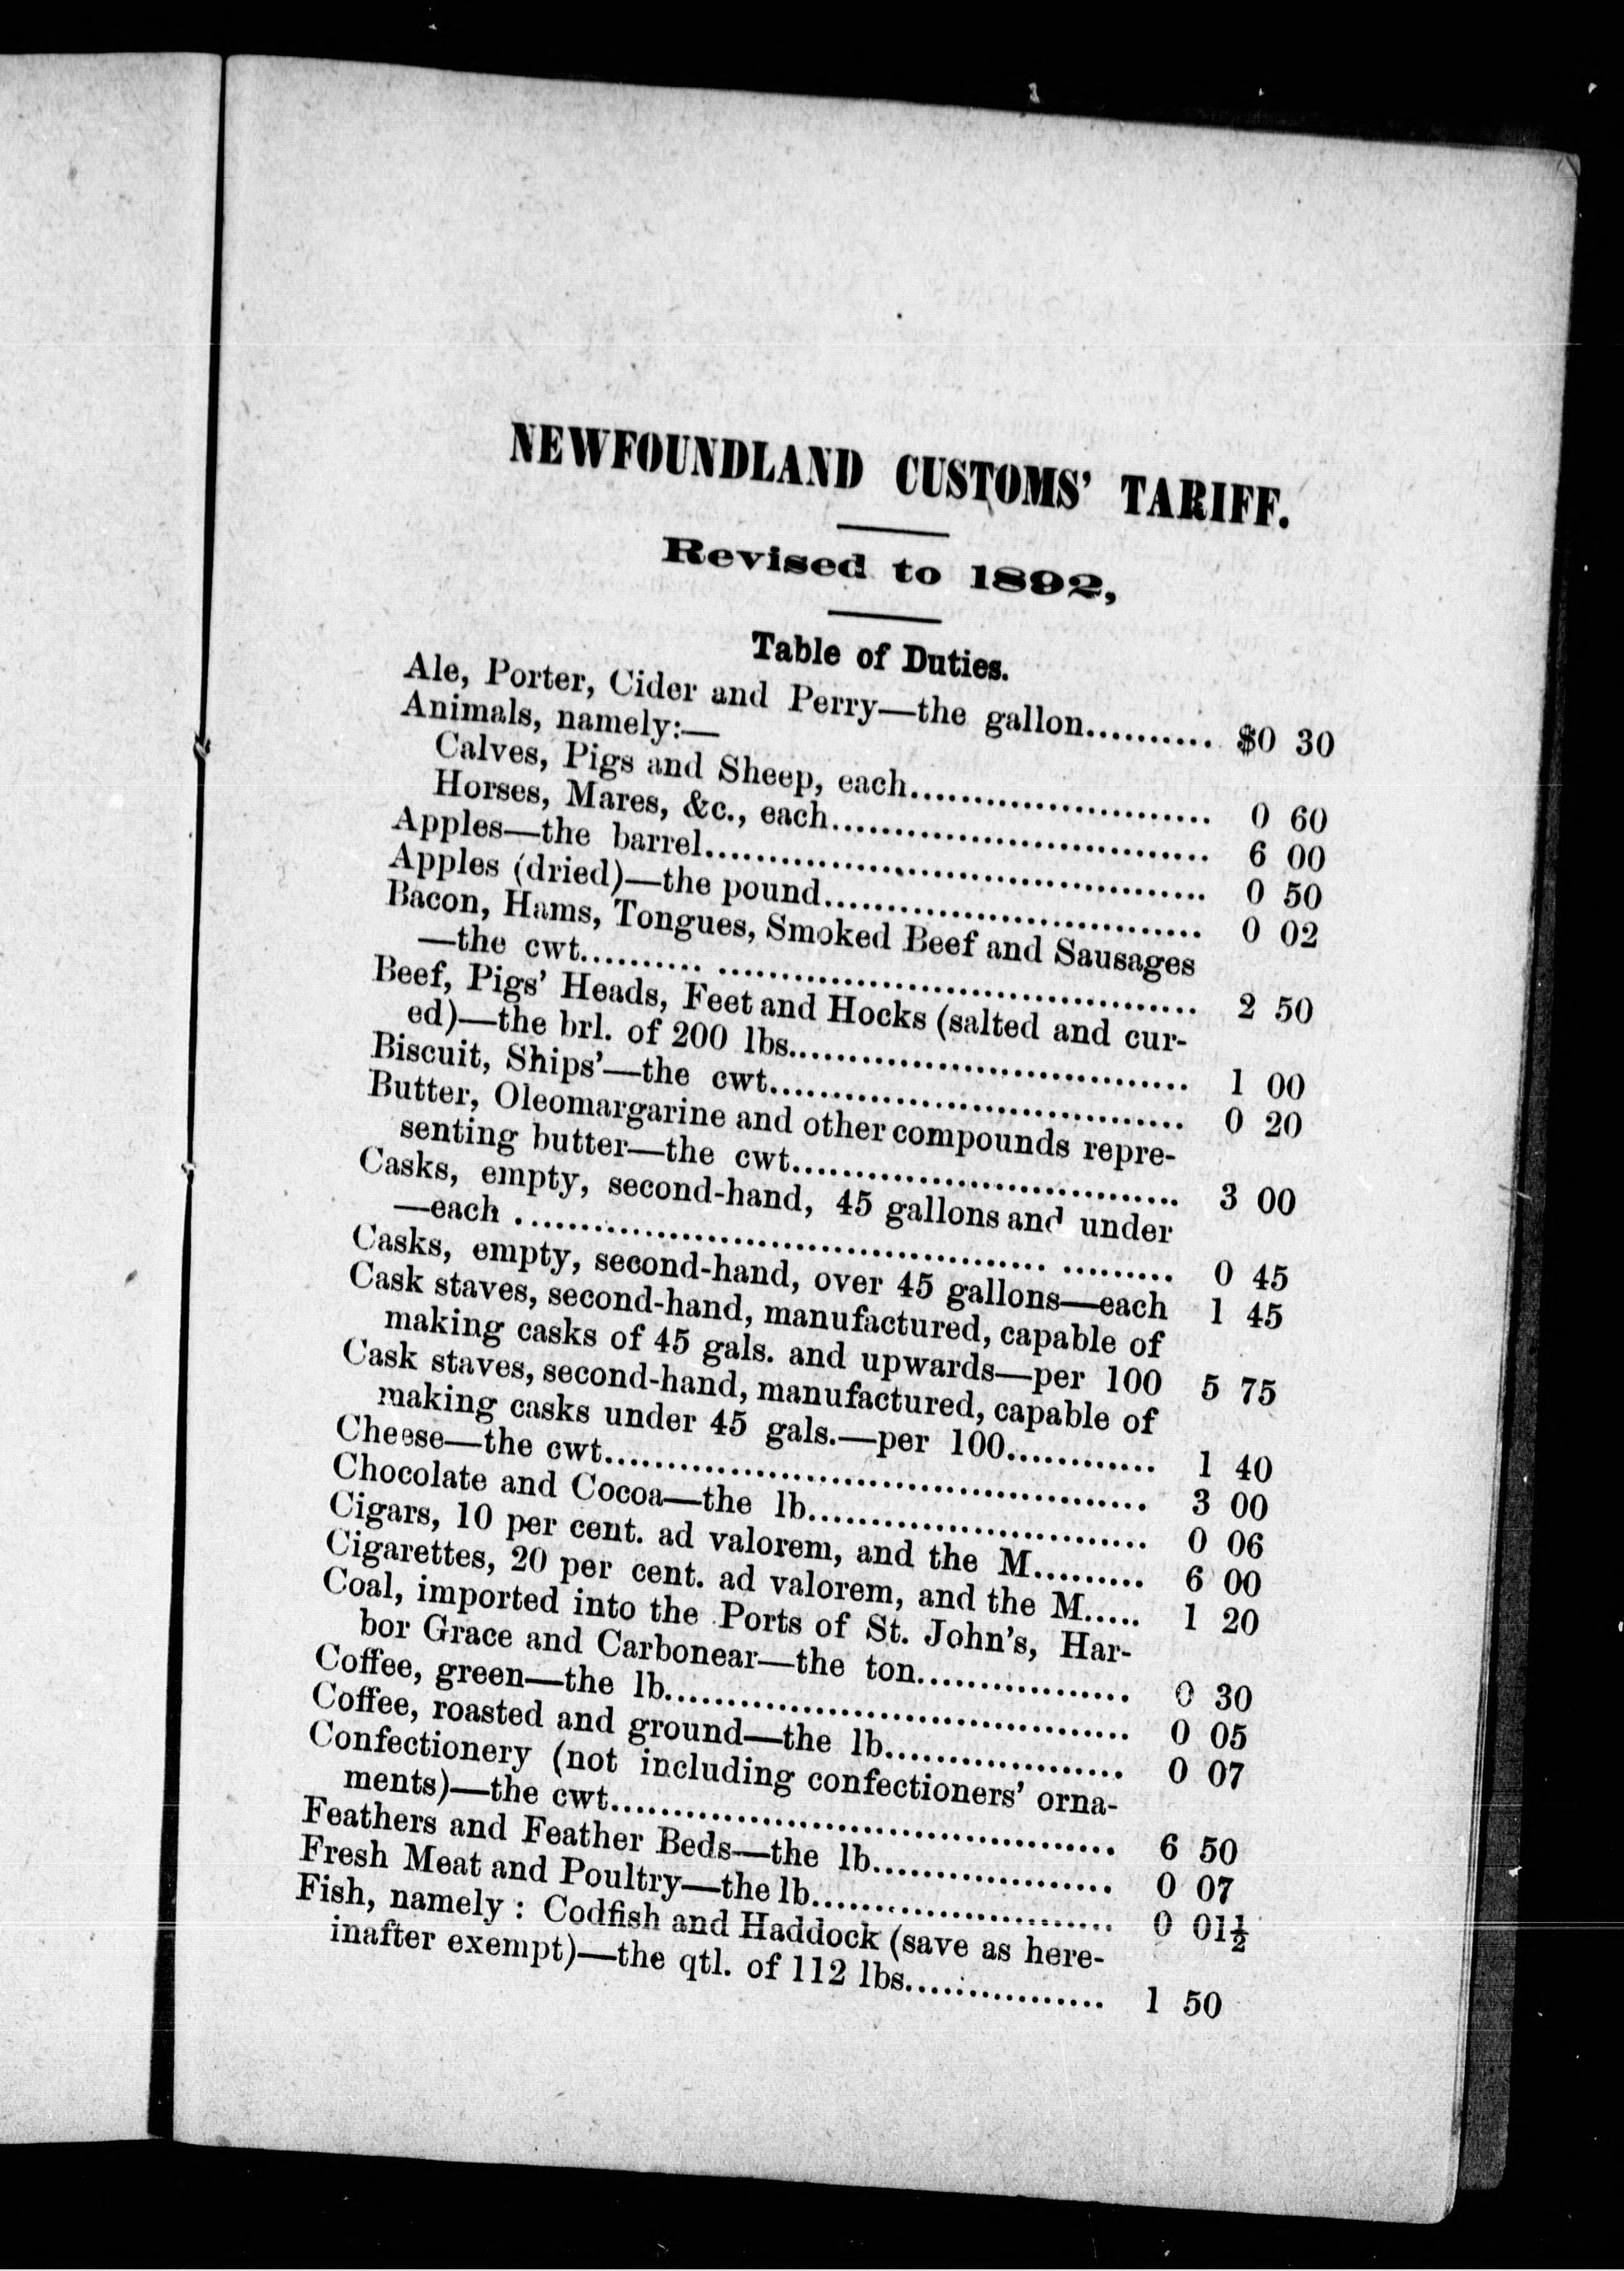 NEWFOUNDLAND CUSTOMS' TARIFF.
Revised to 1892,
Table of Duties.
Ale, Porter, Cider and Perry—the gallon.......... $0 30
Animals, namely:—
Calves, Pigs and Sheep, each........................ 0 60
Horses, Mares, &c., each.............................. 6 00
Apples—the barrel........................................ 0 50
Apples (dried)—the pound.............................. 0 02
Bacon, Hams, Tongues, Smoked Beef and Sausages
—the cwt.......... ....................................... 2 50
Beef, Pigs' Heads, Feet and Hocks (salted and cur-
ed)—the brl. of 200 lbs................................ 1 00
Biscuit, Ships'—the cwt.................................. 0 20
Butter, Oleomargarine and other compounds repre-
senting butter—the cwt................................ 3 00
Casks, empty, second-hand, 45 gallons and under
—each .......................................... ......... 0 45
Casks, empty, second-hand, over 45 gallons—each 1 45
Cask staves, second-hand, manufactured, capable of
making casks of 45 gals. and upwards—per 100 5 75
Cask staves, second-hand, manufactured, capable of
making casks under 45 gals.—per 100............ 1 40
Cheese—the cwt............................................ 3 00
Chocolate and Cocoa—the lb........................... 0 06
Cigars, 10 per cent. ad valorem, and the M......... 6 00
Cigarettes, 20 per cent. ad valorem, and the M..... 1 20
Coal, imported into the Ports of St. John's, Har-
bor Grace and Carbonear—the ton................. 0 30
Coffee, green—the lb...................................... 0 05
Coffee, roasted and ground—the lb................... 0 07
Confectionery (not including confectioners' orna-
ments)—the cwt......................................... 6 50
Feathers and Feather Beds—the lb................... 0 07
Fresh Meat and Poultry—the lb........................ 0 01½
Fish, namely : Codfish and Haddock (save as here-
inafter exempt)—the qtl. of 112 lbs................ 1 50